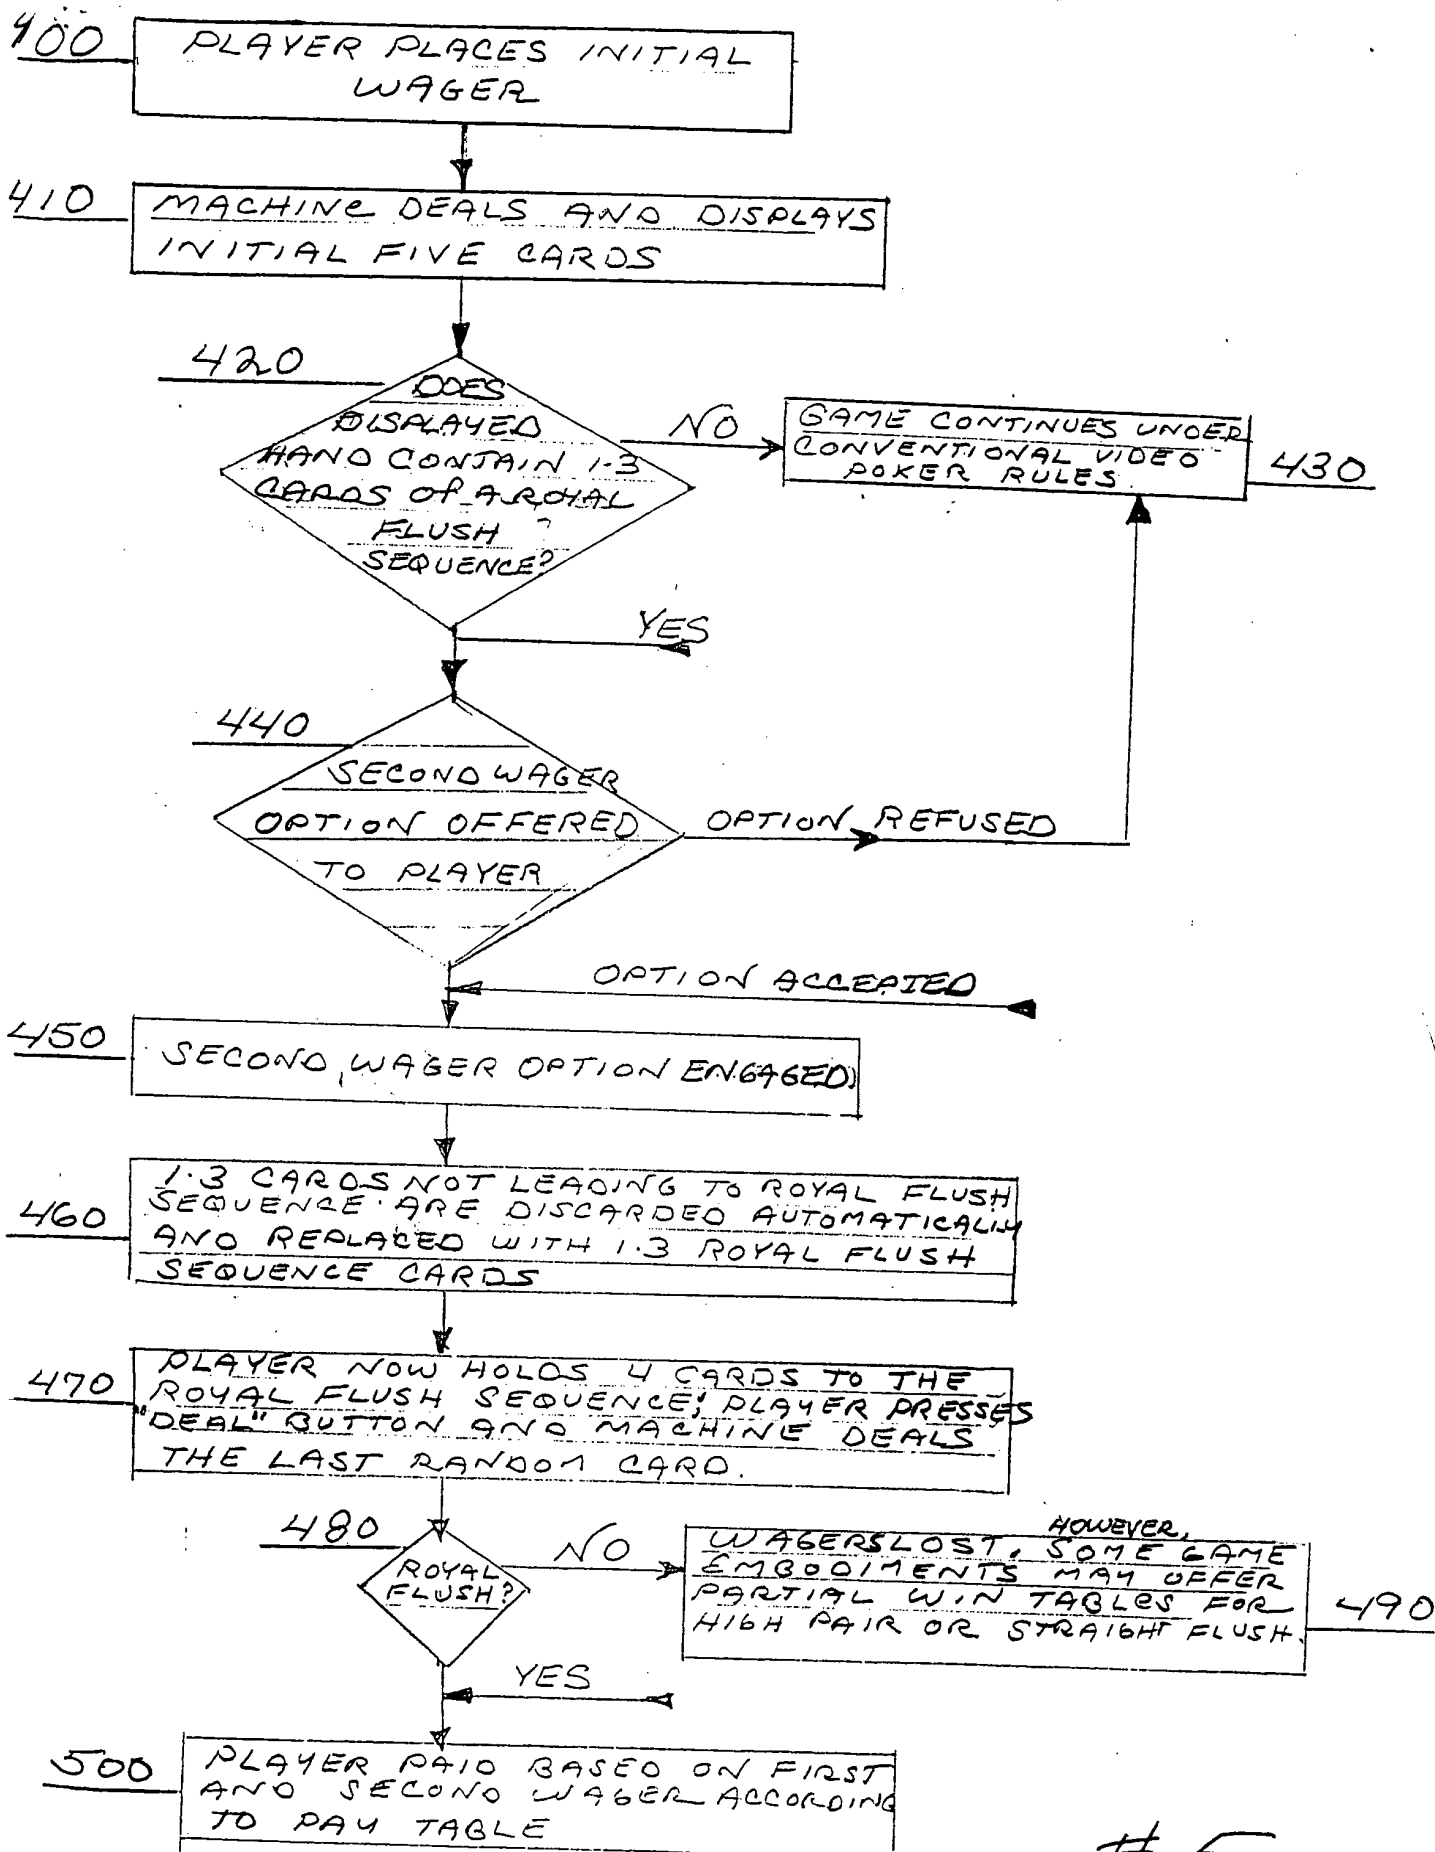 400
PLAYER PLACES INITIAL
WAGER
410
MACHINE DEALS AND DISPLAYS
INITIAL FIVE CARDS
420
DOES
DISPLAYED
HAND CONTAIN 1-3
CARDS OF A ROYAL
FLUSH
SEQUENCE?
NO
GAME CONTINUES UNDER
CONVENTIONAL VIDEO
POKER RULES.
430
YES
440
SECOND WAGER
OPTION OFFERED
TO PLAYER
OPTION REFUSED
OPTION ACCEPTED
450
SECOND WAGER OPTION ENGAGED
460
1-3 CARDS NOT LEADING TO ROYAL FLUSH
SEQUENCE ARE DISCARDED AUTOMATICALLY
AND REPLACED WITH 1-3 ROYAL FLUSH
SEQUENCE CARDS
470
PLAYER NOW HOLDS 4 CARDS TO THE
ROYAL FLUSH SEQUENCE; PLAYER PRESSES
"DEAL" BUTTON AND MACHINE DEALS
THE LAST RANDOM CARD.
480
ROYAL
FLUSH?
NO
HOWEVER,
WAGERS LOST. SOME GAME
EMBODIMENTS MAY OFFER
PARTIAL WIN TABLES FOR
HIGH PAIR OR STRAIGHT FLUSH.
490
YES
500
PLAYER PAID BASED ON FIRST
AND SECOND WAGER ACCORDING
TO PAY TABLE